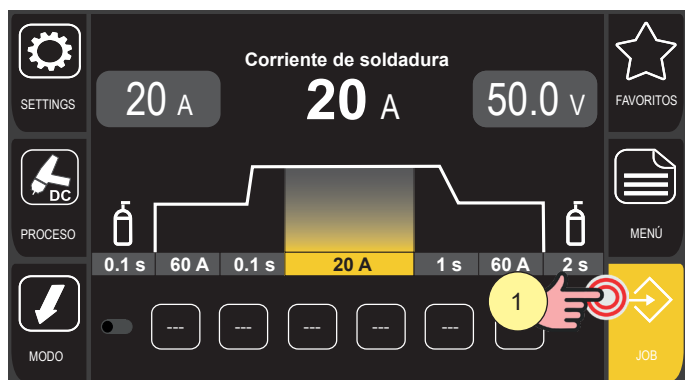 Corriente de soldadura
20 A
20 A
50.0 V
SETTINGS
FAVORITOS
DC
PROCESO
MENÚ
0.1 s 60 A 0.1 s 20 A 1 s 60 A 2 s
1
--- --- --- --- ---
MODO
JOB